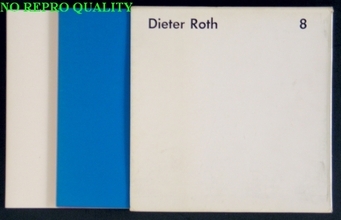 NO REPRO QUALITY
Dieter Roth 8